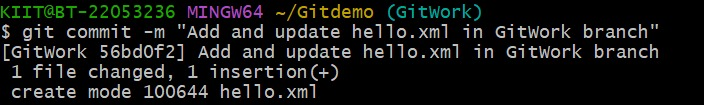 KIIT@BT-22053236 MINGW64 ~/Gitdemo (GitWork)
$ git commit -m "Add and update hello.xml in GitWork branch"
[GitWork 56bd0f2] Add and update hello.xml in GitWork branch
 1 file changed, 1 insertion(+)
 create mode 100644 hello.xml